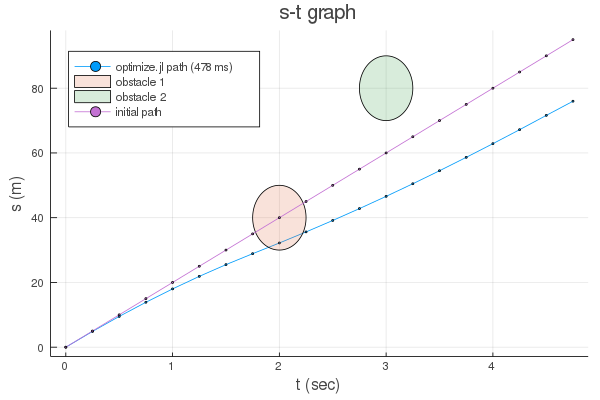 s-t graph
optimize.jl path (478 ms)
obstacle 1
obstacle 2
initial path
80
60
40
20
0
0 1 2 3 4
s (m)
t (sec)